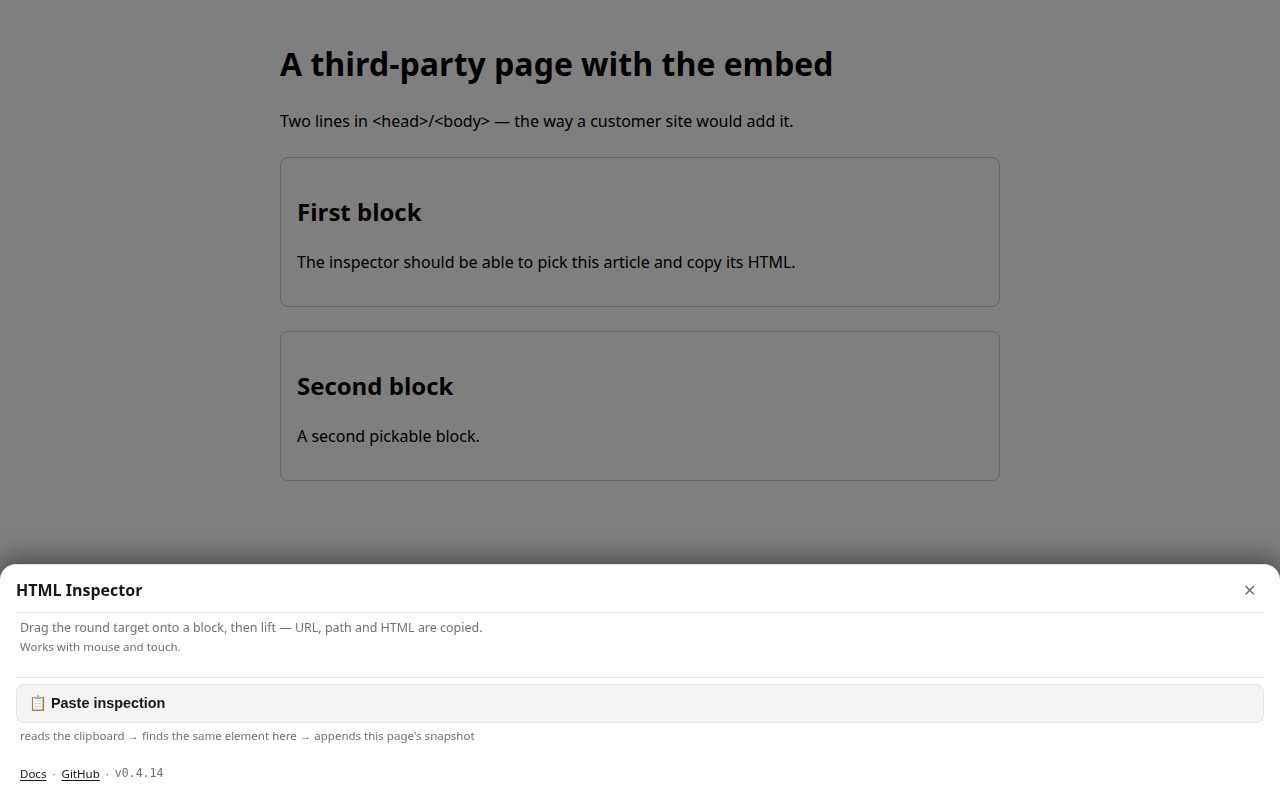 A third-party page with the embed
Two lines in <head>/<body> — the way a customer site would add it.
First block
The inspector should be able to pick this article and copy its HTML.
Second block
A second pickable block.
HTML Inspector ✕
Drag the round target onto a block, then lift — URL, path and HTML are copied.
Works with mouse and touch.
📋 Paste inspection
reads the clipboard → finds the same element here → appends this page's snapshot
Docs · GitHub · v0.4.14